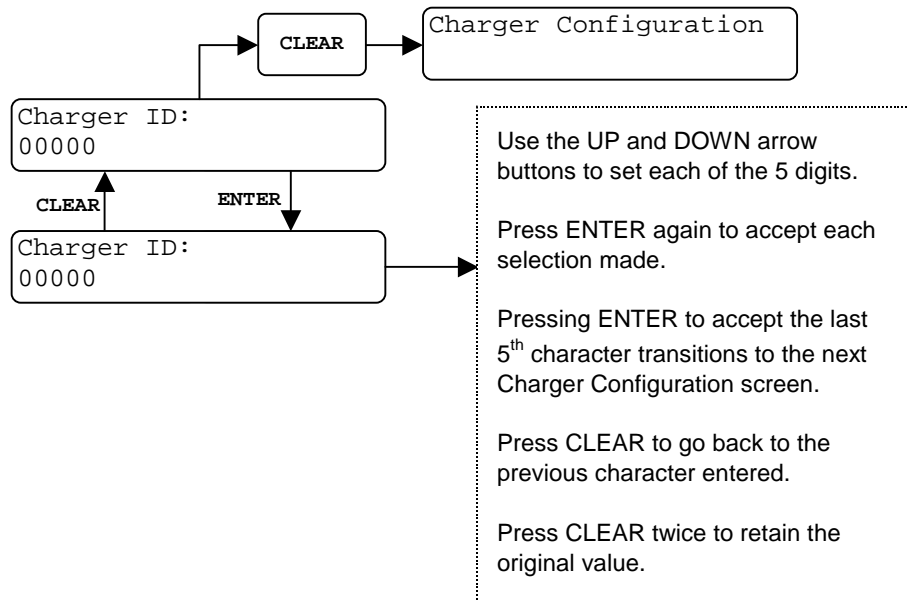 CLEAR
Charger Configuration
Charger ID:
00000
CLEAR
ENTER
Charger ID:
00000
Use the UP and DOWN arrow
buttons to set each of the 5 digits.
Press ENTER again to accept each
selection made.
Pressing ENTER to accept the last
5th character transitions to the next
Charger Configuration screen.
Press CLEAR to go back to the
previous character entered.
Press CLEAR twice to retain the
original value.